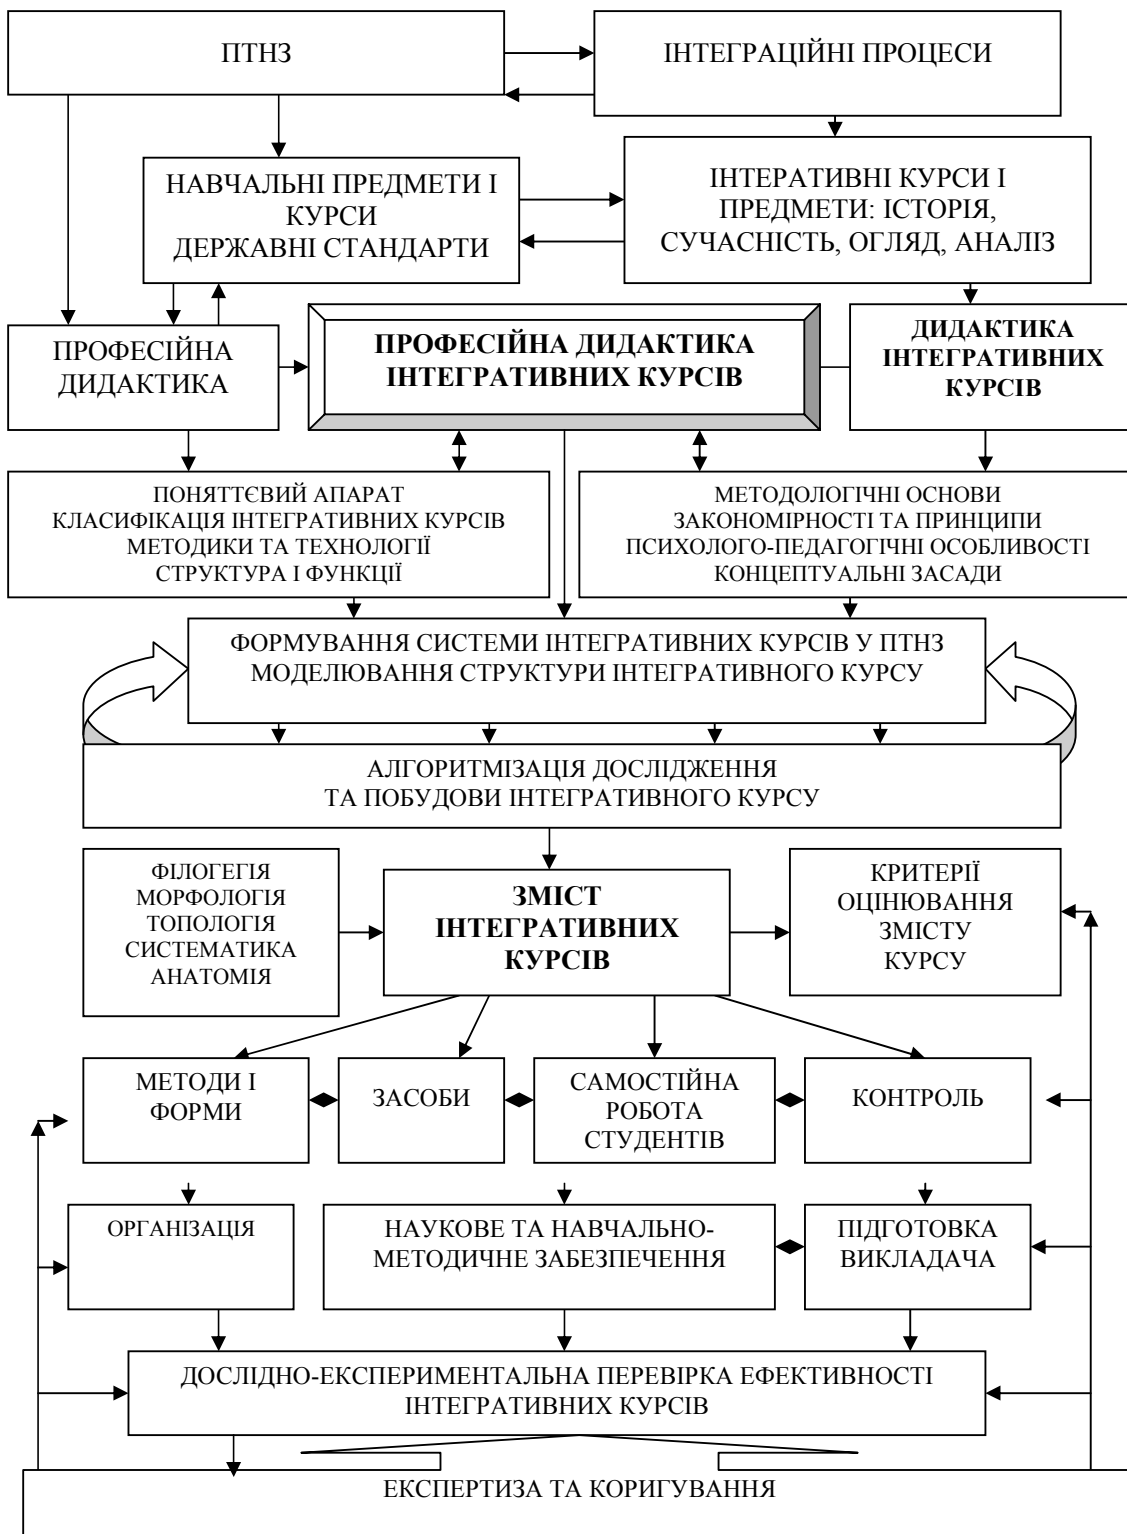 ПТНЗ
ІНТЕГРАЦІЙНІ ПРОЦЕСИ
НАВЧАЛЬНІ ПРЕДМЕТИ І
КУРСИ
ДЕРЖАВНІ СТАНДАРТИ
ІНТЕРАТИВНІ КУРСИ І
ПРЕДМЕТИ: ІСТОРІЯ,
СУЧАСНІСТЬ, ОГЛЯД, АНАЛІЗ
ПРОФЕСІЙНА
ДИДАКТИКА
ПРОФЕСІЙНА ДИДАКТИКА
ІНТЕГРАТИВНИХ КУРСІВ
ДИДАКТИКА
ІНТЕГРАТИВНИХ
КУРСІВ
ПОНЯТТЄВИЙ АПАРАТ
КЛАСИФІКАЦІЯ ІНТЕГРАТИВНИХ КУРСІВ
МЕТОДИКИ ТА ТЕХНОЛОГІЇ
СТРУКТУРА І ФУНКЦІЇ
МЕТОДОЛОГІЧНІ ОСНОВИ
ЗАКОНОМІРНОСТІ ТА ПРИНЦИПИ
ПСИХОЛОГО-ПЕДАГОГІЧНІ ОСОБЛИВОСТІ
КОНЦЕПТУАЛЬНІ ЗАСАДИ
ФОРМУВАННЯ СИСТЕМИ ІНТЕГРАТИВНИХ КУРСІВ У ПТНЗ
МОДЕЛЮВАННЯ СТРУКТУРИ ІНТЕГРАТИВНОГО КУРСУ
АЛГОРИТМІЗАЦІЯ ДОСЛІДЖЕННЯ
ТА ПОБУДОВИ ІНТЕГРАТИВНОГО КУРСУ
ФІЛОГЕГІЯ
МОРФОЛОГІЯ
ТОПОЛОГІЯ
СИСТЕМАТИКА
АНАТОМІЯ
ЗМІСТ
ІНТЕГРАТИВНИХ
КУРСІВ
КРИТЕРІЇ
ОЦІНЮВАННЯ
ЗМІСТУ
КУРСУ
МЕТОДИ І
ФОРМИ
ЗАСОБИ
САМОСТІЙНА
РОБОТА
СТУДЕНТІВ
КОНТРОЛЬ
ОРГАНІЗАЦІЯ
НАУКОВЕ ТА НАВЧАЛЬНО-
МЕТОДИЧНЕ ЗАБЕЗПЕЧЕННЯ
ПІДГОТОВКА
ВИКЛАДАЧА
ДОСЛІДНО-ЕКСПЕРИМЕНТАЛЬНА ПЕРЕВІРКА ЕФЕКТИВНОСТІ
ІНТЕГРАТИВНИХ КУРСІВ
ЕКСПЕРТИЗА ТА КОРИГУВАННЯ